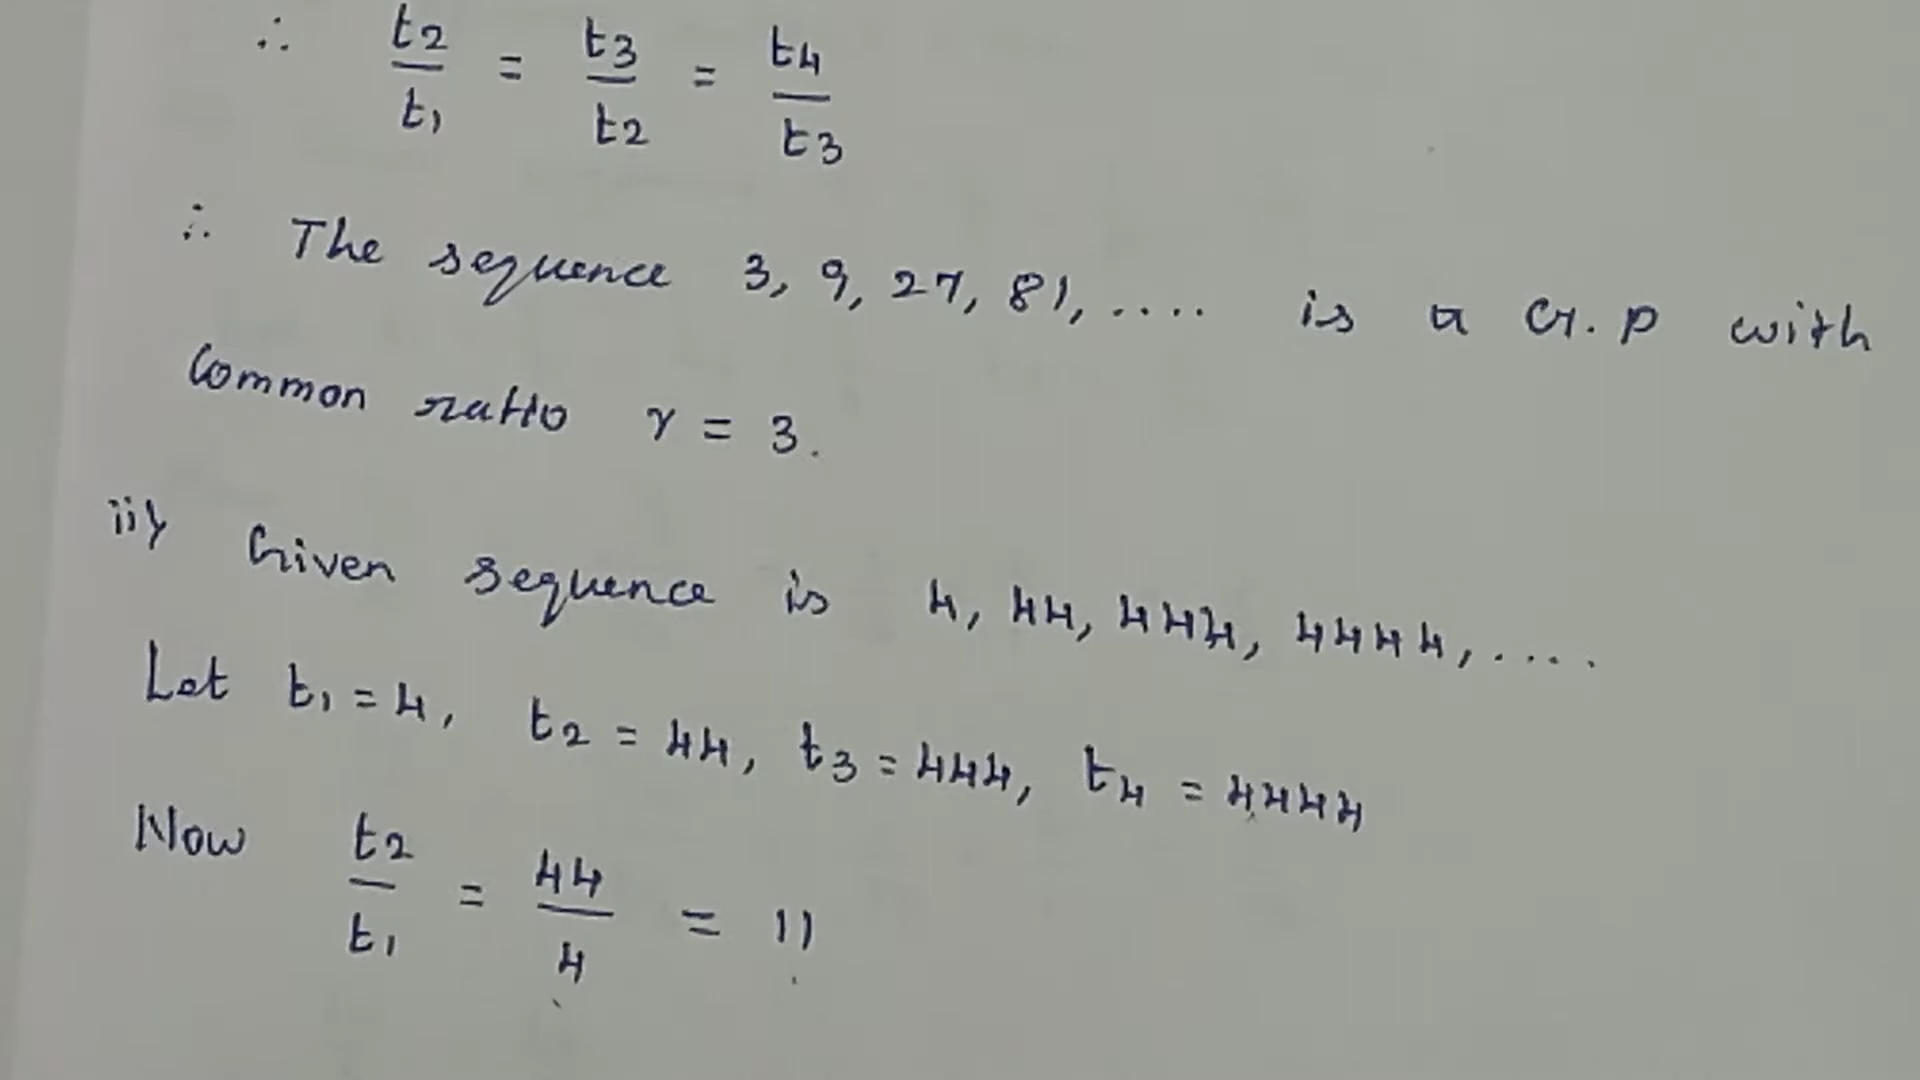 ∴ t2/t1 = t3/t2 = t4/t3
∴ The sequence 3, 9, 27, 81, .... is a G.P with
Common ratio r = 3.
ii) Given sequence is 4, 44, 444, 4444, ....
Let t1 = 4, t2 = 44, t3 = 444, t4 = 4444
Now t2/t1 = 44/4 = 11